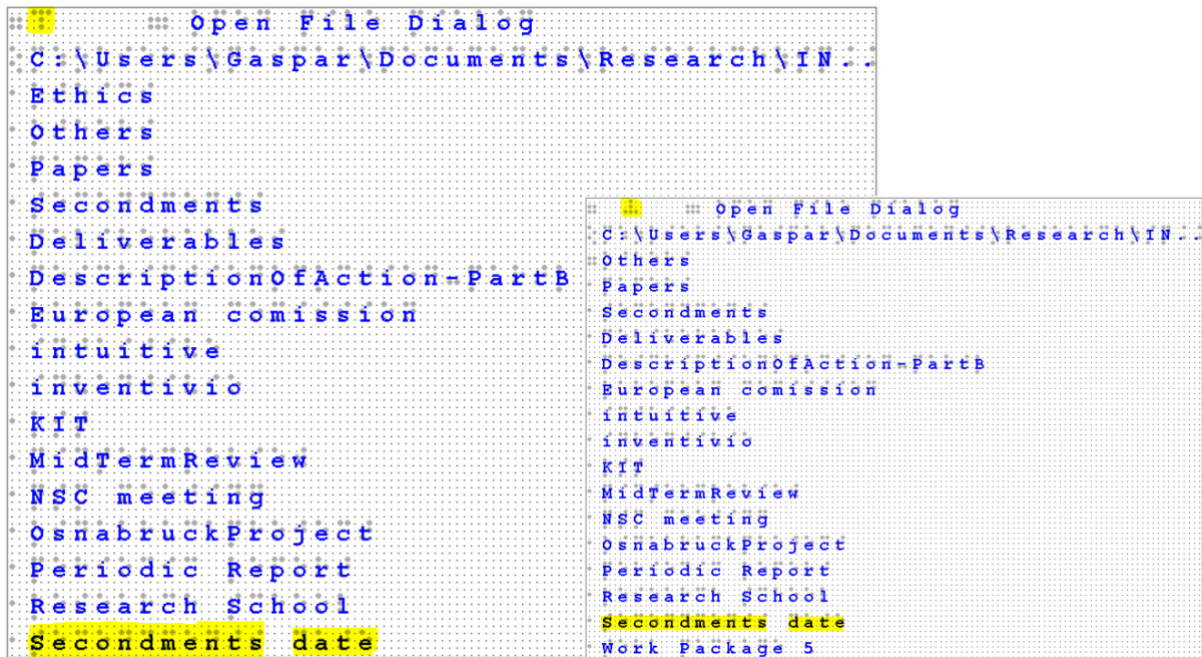 Open File Dialog
C:\Users\Gaspar\Documents\Research\IN..
Ethics
Others
Papers
Secondments
Deliverables
DescriptionOfAction-PartB
European comission
intuitive
inventivio
KIT
MidTermReview
NSC meeting
OsnabruckProject
Periodic Report
Research School
Secondments date
Open File Dialog
C:\Users\Gaspar\Documents\Research\IN..
Others
Papers
Secondments
Deliverables
DescriptionOfAction-PartB
European comission
intuitive
inventivio
KIT
MidTermReview
NSC meeting
OsnabruckProject
Periodic Report
Research School
Secondments date
Work Package 5